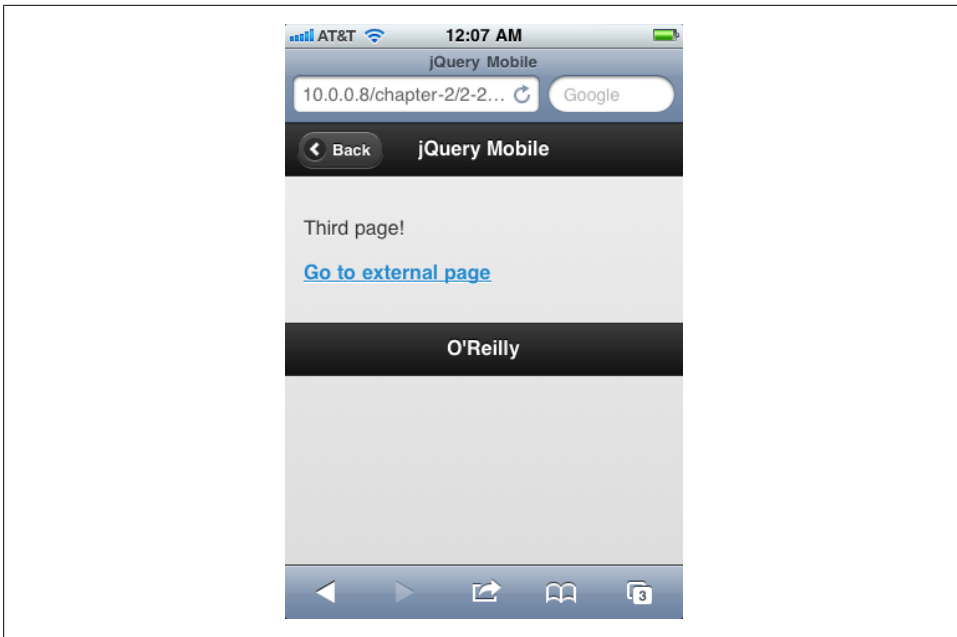 AT&T 12:07 AM
jQuery Mobile
10.0.0.8/chapter-2/2-2... Google
Back jQuery Mobile
Third page!
Go to external page
O'Reilly
3